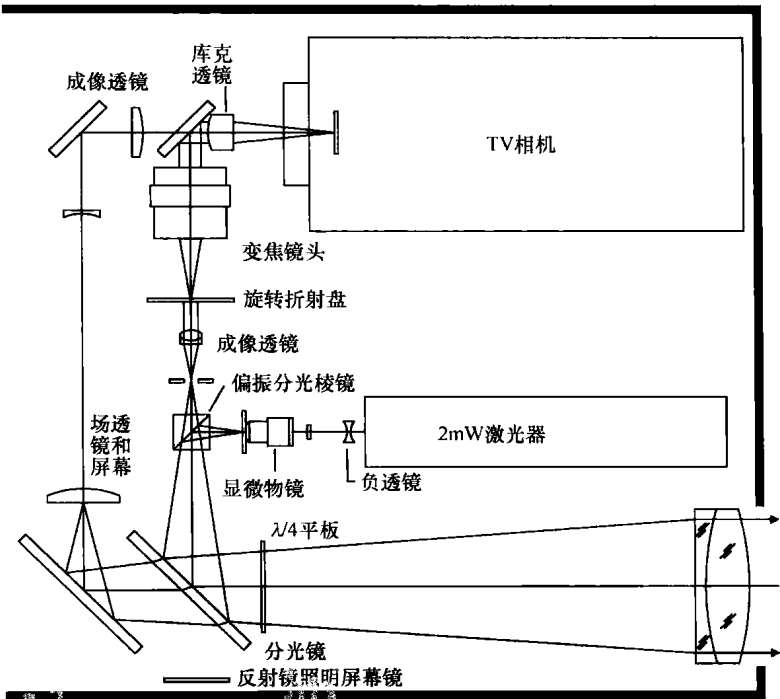 库克
透镜
成像透镜
TV相机
变焦镜头
旋转折射盘
成像透镜
偏振分光棱镜
场透
镜和
屏幕
2mW激光器
显微物镜
负透镜
λ/4平板
分光镜
反射镜照明屏幕镜